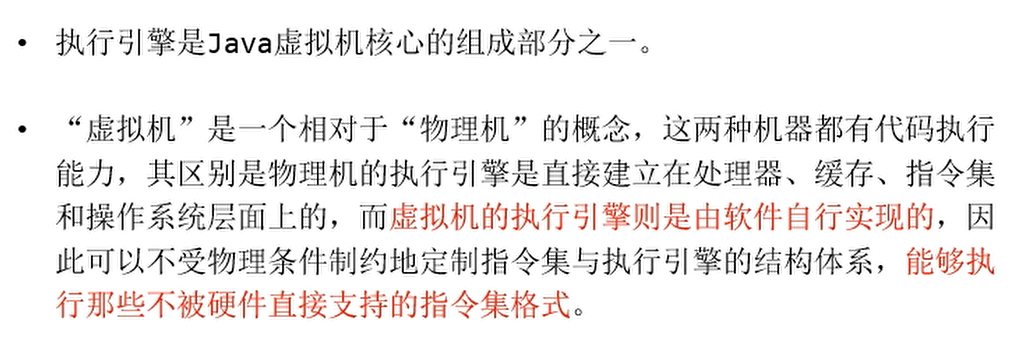 • 执行引擎是Java虚拟机核心的组成部分之一。
• “虚拟机”是一个相对于“物理机”的概念，这两种机器都有代码执行
能力，其区别是物理机的执行引擎是直接建立在处理器、缓存、指令集
和操作系统层面上的，而虚拟机的执行引擎则是由软件自行实现的，因
此可以不受物理条件制约地定制指令集与执行引擎的结构体系，能够执
行那些不被硬件直接支持的指令集格式。